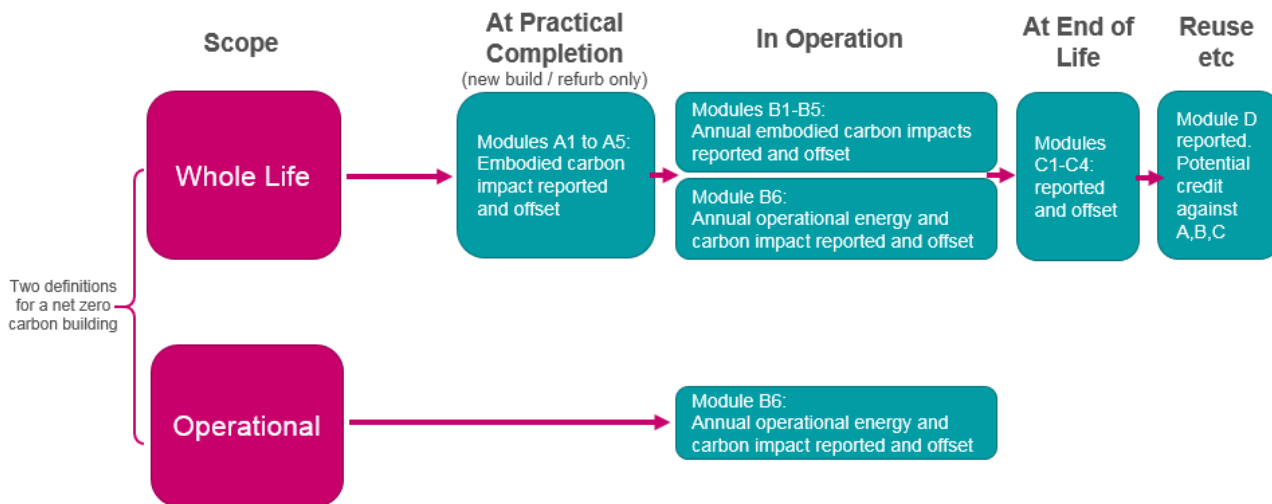 Scope
At Practical
Completion
(new build / refurb only)
In Operation
At End of
Life
Reuse
etc
Two definitions
for a net zero
carbon building
Whole Life
Modules A1 to A5:
Embodied carbon
impact reported
and offset
Modules B1-B5:
Annual embodied carbon impacts
reported and offset
Module B6:
Annual operational energy and
carbon impact reported and offset
Modules
C1-C4:
reported
and offset
Module D
reported.
Potential
credit
against
A,B,C
Operational
Module B6:
Annual operational energy and
carbon impact reported and offset